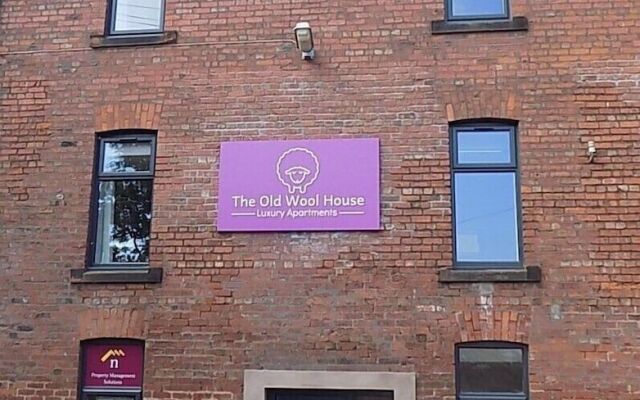 The Old Wool House
Luxury Apartments
n
Property Management
Solutions